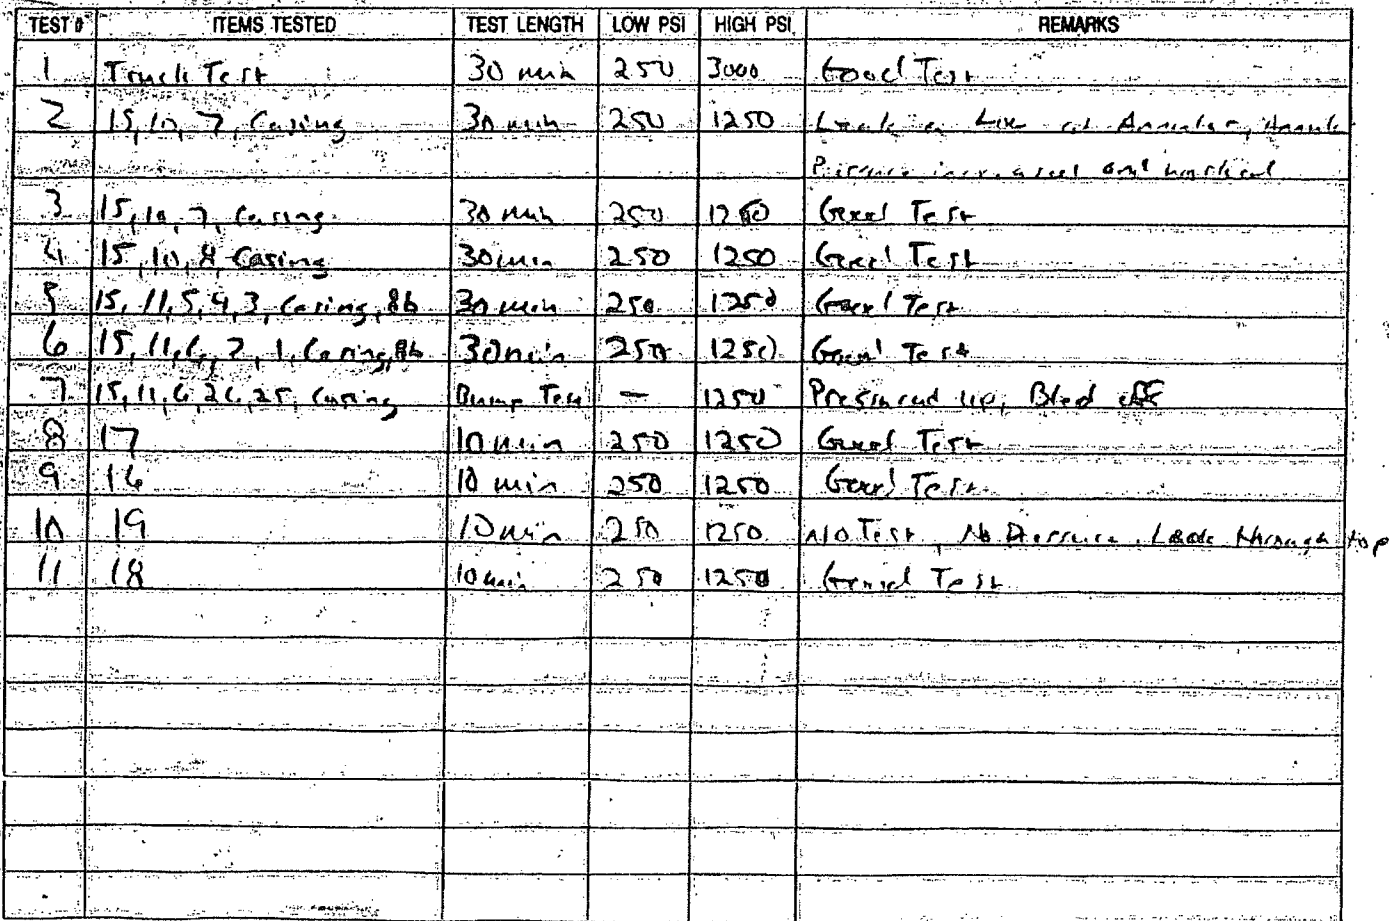 TEST # ITEMS TESTED TEST LENGTH LOW PSI HIGH PSI REMARKS
1 Truck Test 30 min 250 3000 Good Test
2 15, 10, 7, Casing 30 min 250 1250 at Annular,
increased and
3 15, 10, 7, Casing 30 min 250 1250 Good Test
4 15, 10, 8, Casing 30 min 250 1250 Good Test
5 15, 11, 5, 4, 3, Casing, 8b 30 min 250 1250 Good Test
6 15, 11, 6, 2, 1, Casing, 8b 30 min 250 1250 Good Test
7 15, 11, 6, 26, 25, Casing Bump Test — 1250 Pressured up, Bled off
8 17 10 min 250 1250 Good Test
9 16 10 min 250 1250 Good Test
10 19 10 min 250 1250 No Test, No Pressure, through top
11 18 10 min 250 1250 Good Test